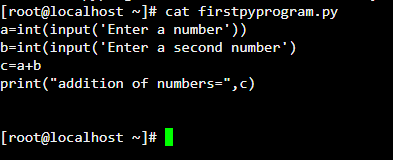 [root@localhost ~]# cat firstpyprogram.py
a=int(input('Enter a number'))
b=int(input('Enter a second number')
c=a+b
print("addition of numbers=",c)
[root@localhost ~]#